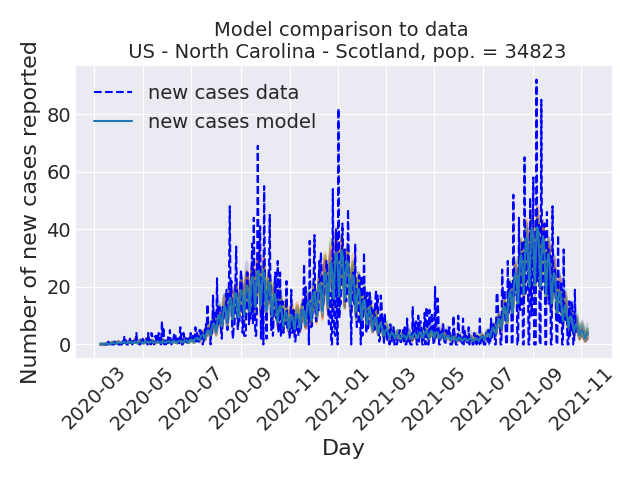 Model comparison to data
US - North Carolina - Scotland, pop. = 34823
Number of new cases reported
80
60
40
20
0
new cases data
new cases model
2020-03
2020-05
2020-07
2020-09
2020-11
2021-01
2021-03
2021-05
2021-07
2021-09
2021-11
Day